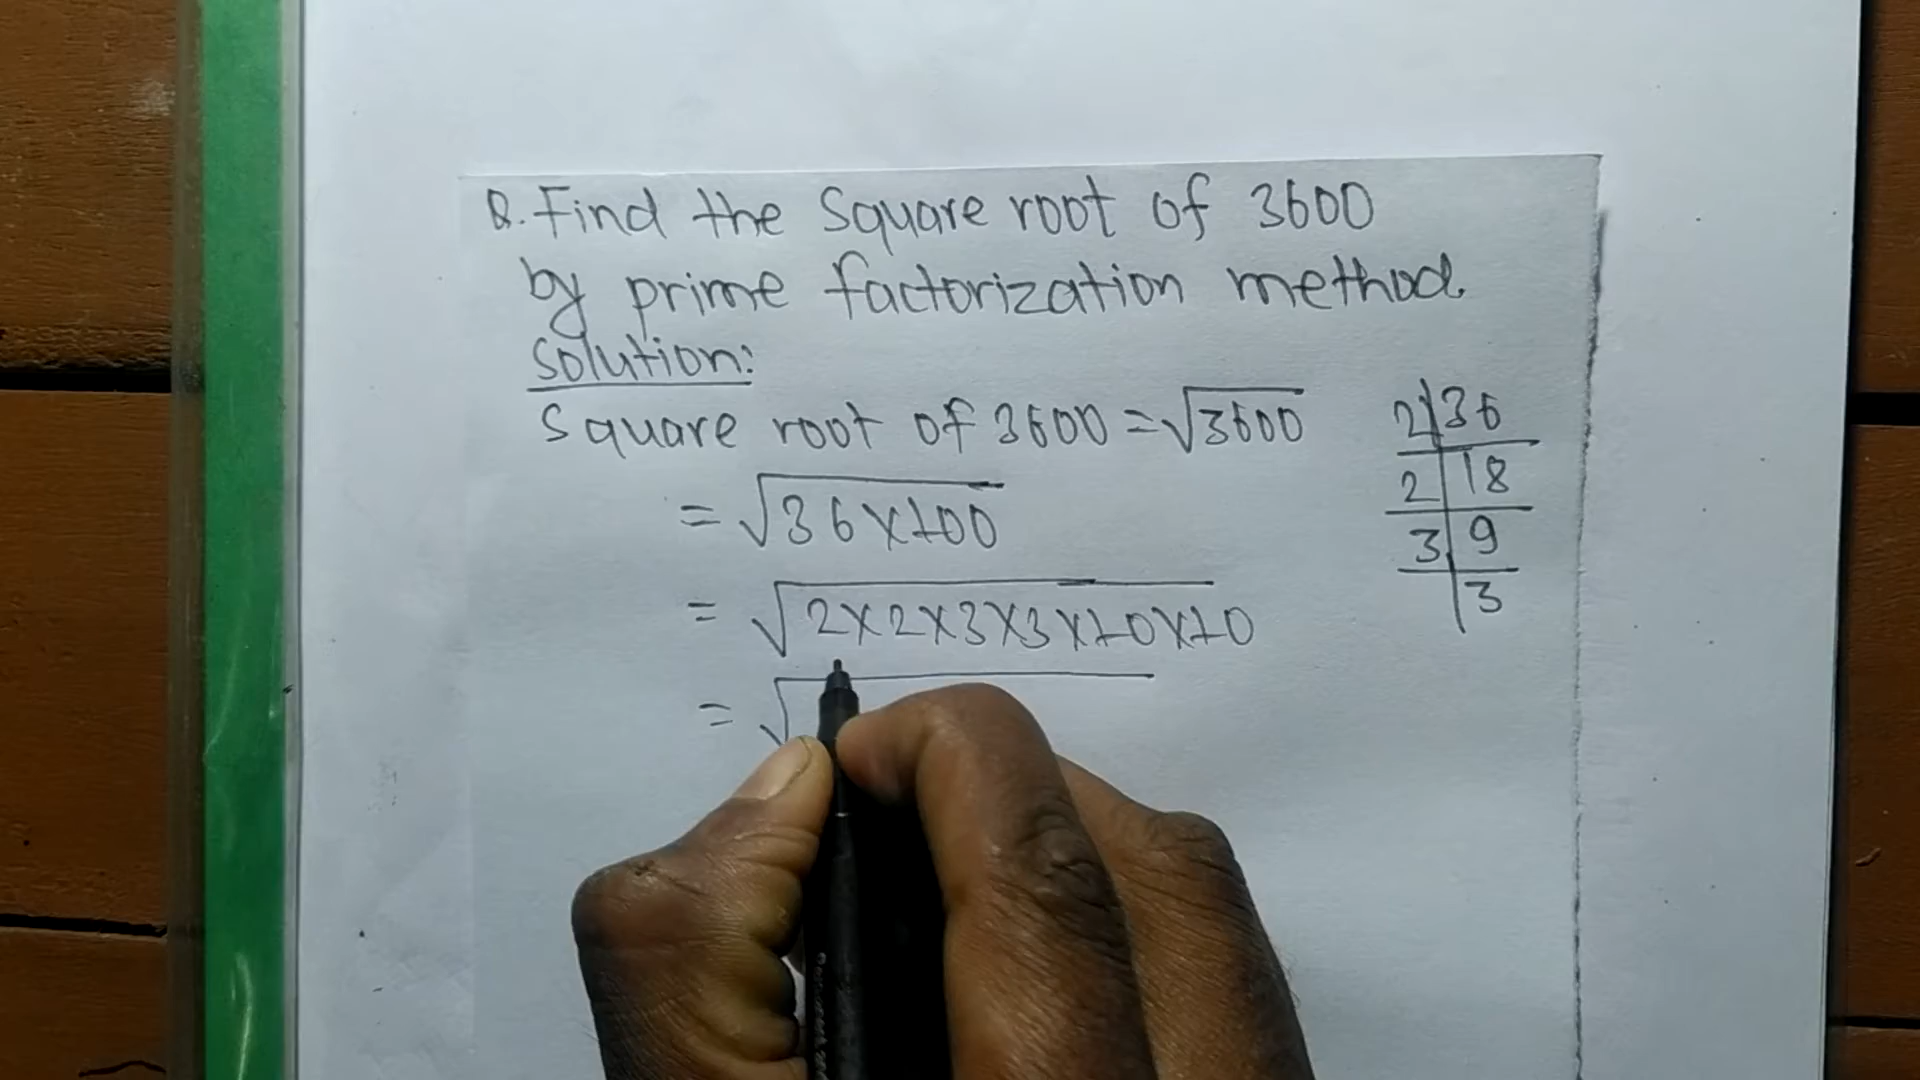 Q. Find the square root of 3600
by prime factorization method.
Solution:
Square root of 3600 = √3600
= √36×100
= √2×2×3×3×10×10
= √
2 36
2 18
3 9
3